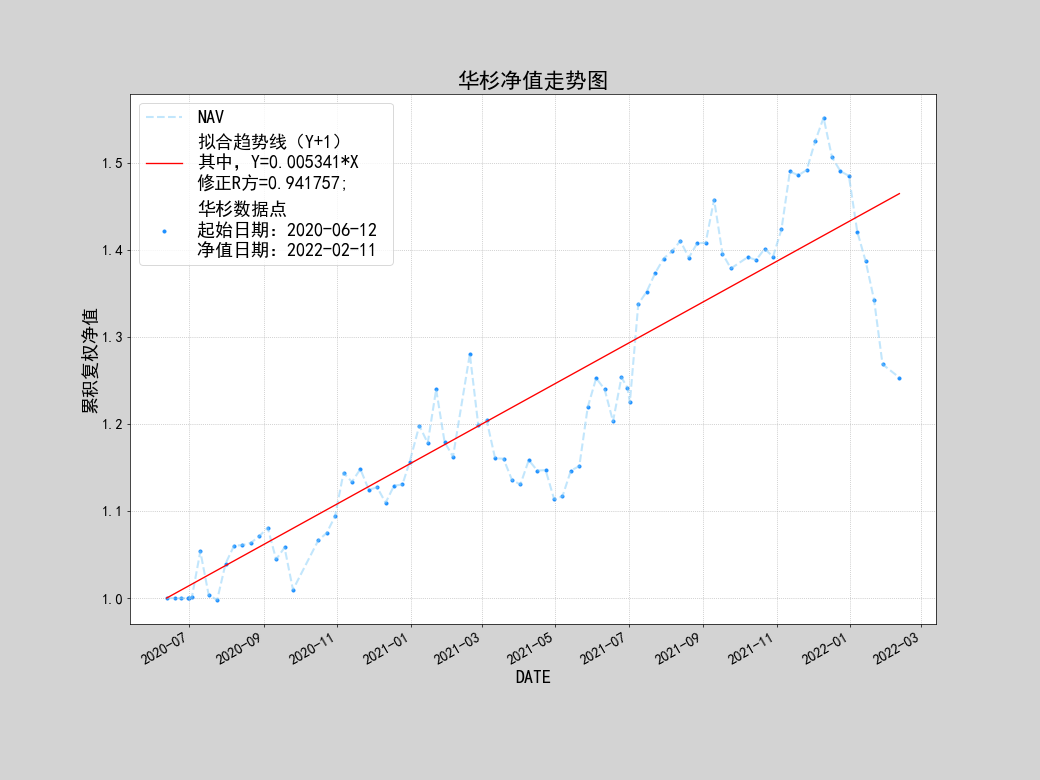 华杉净值走势图
NAV
拟合趋势线（Y+1）
其中，Y=0.005341*X
修正R方=0.941757;
华杉数据点
起始日期：2020-06-12
净值日期：2022-02-11
累积复权净值
1.5
1.4
1.3
1.2
1.1
1.0
2020-07
2020-09
2020-11
2021-01
2021-03
2021-05
2021-07
2021-09
2021-11
2022-01
2022-03
DATE